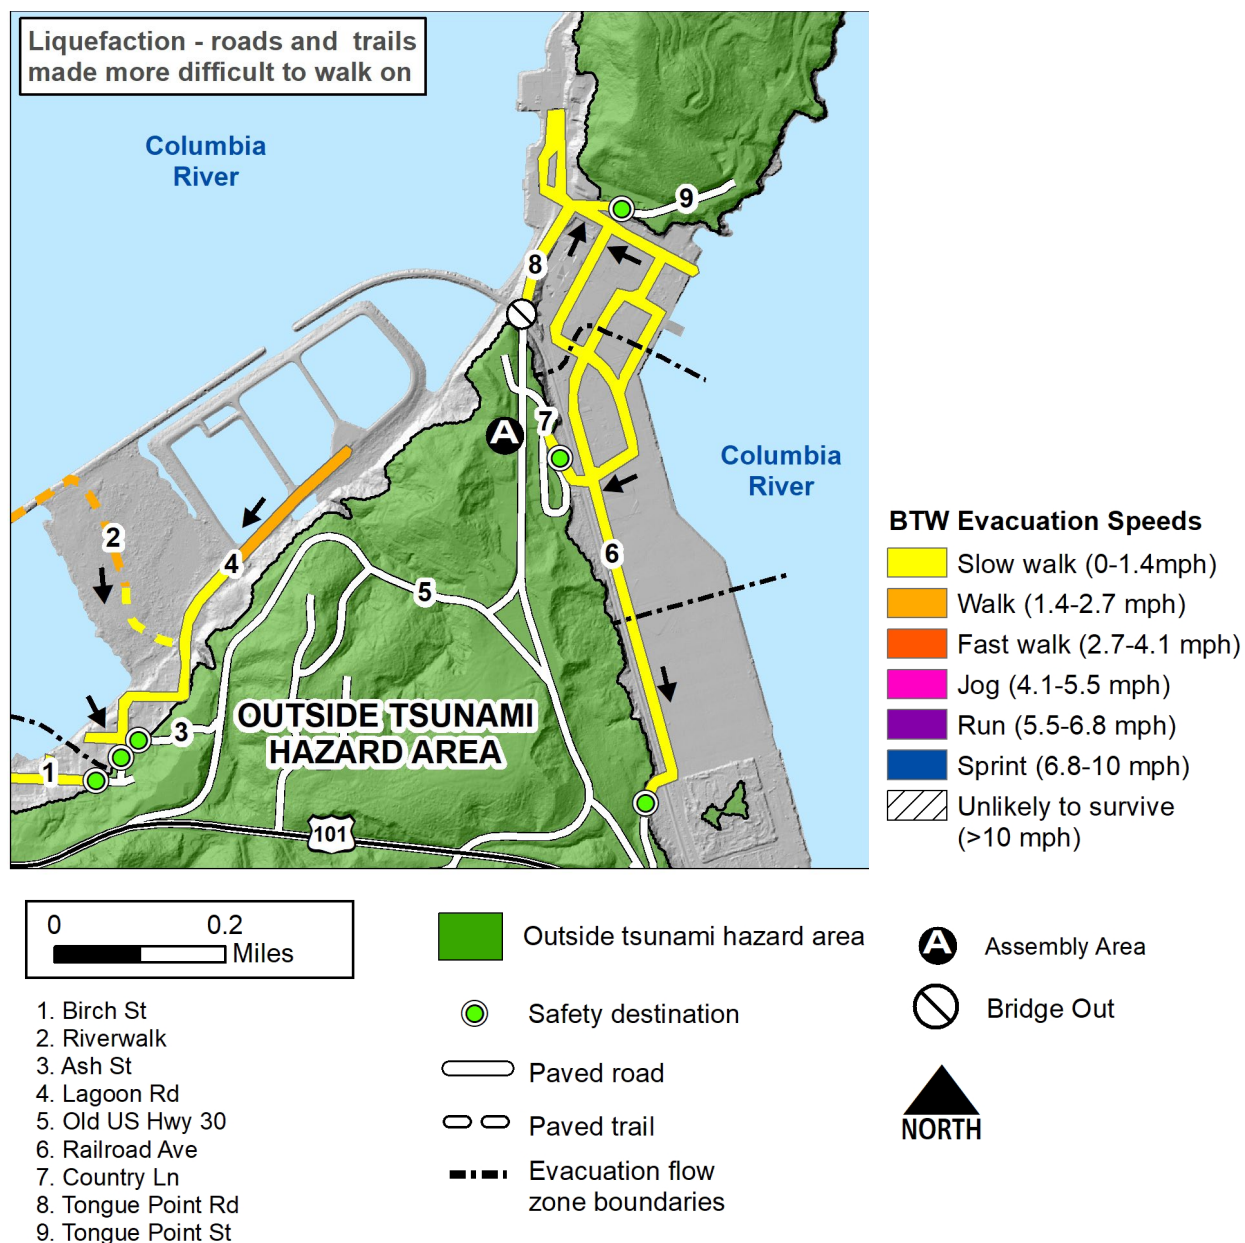 Liquefaction - roads and trails
made more difficult to walk on
Columbia
River
9
8
7
A
Columbia
River
2
4
6
5
OUTSIDE TSUNAMI
HAZARD AREA
3
1
101
BTW Evacuation Speeds
Slow walk (0-1.4mph)
Walk (1.4-2.7 mph)
Fast walk (2.7-4.1 mph)
Jog (4.1-5.5 mph)
Run (5.5-6.8 mph)
Sprint (6.8-10 mph)
Unlikely to survive
(>10 mph)
0 0.2
Miles
1. Birch St
2. Riverwalk
3. Ash St
4. Lagoon Rd
5. Old US Hwy 30
6. Railroad Ave
7. Country Ln
8. Tongue Point Rd
9. Tongue Point St
Outside tsunami hazard area
Safety destination
Paved road
Paved trail
Evacuation flow
zone boundaries
A Assembly Area
Bridge Out
NORTH